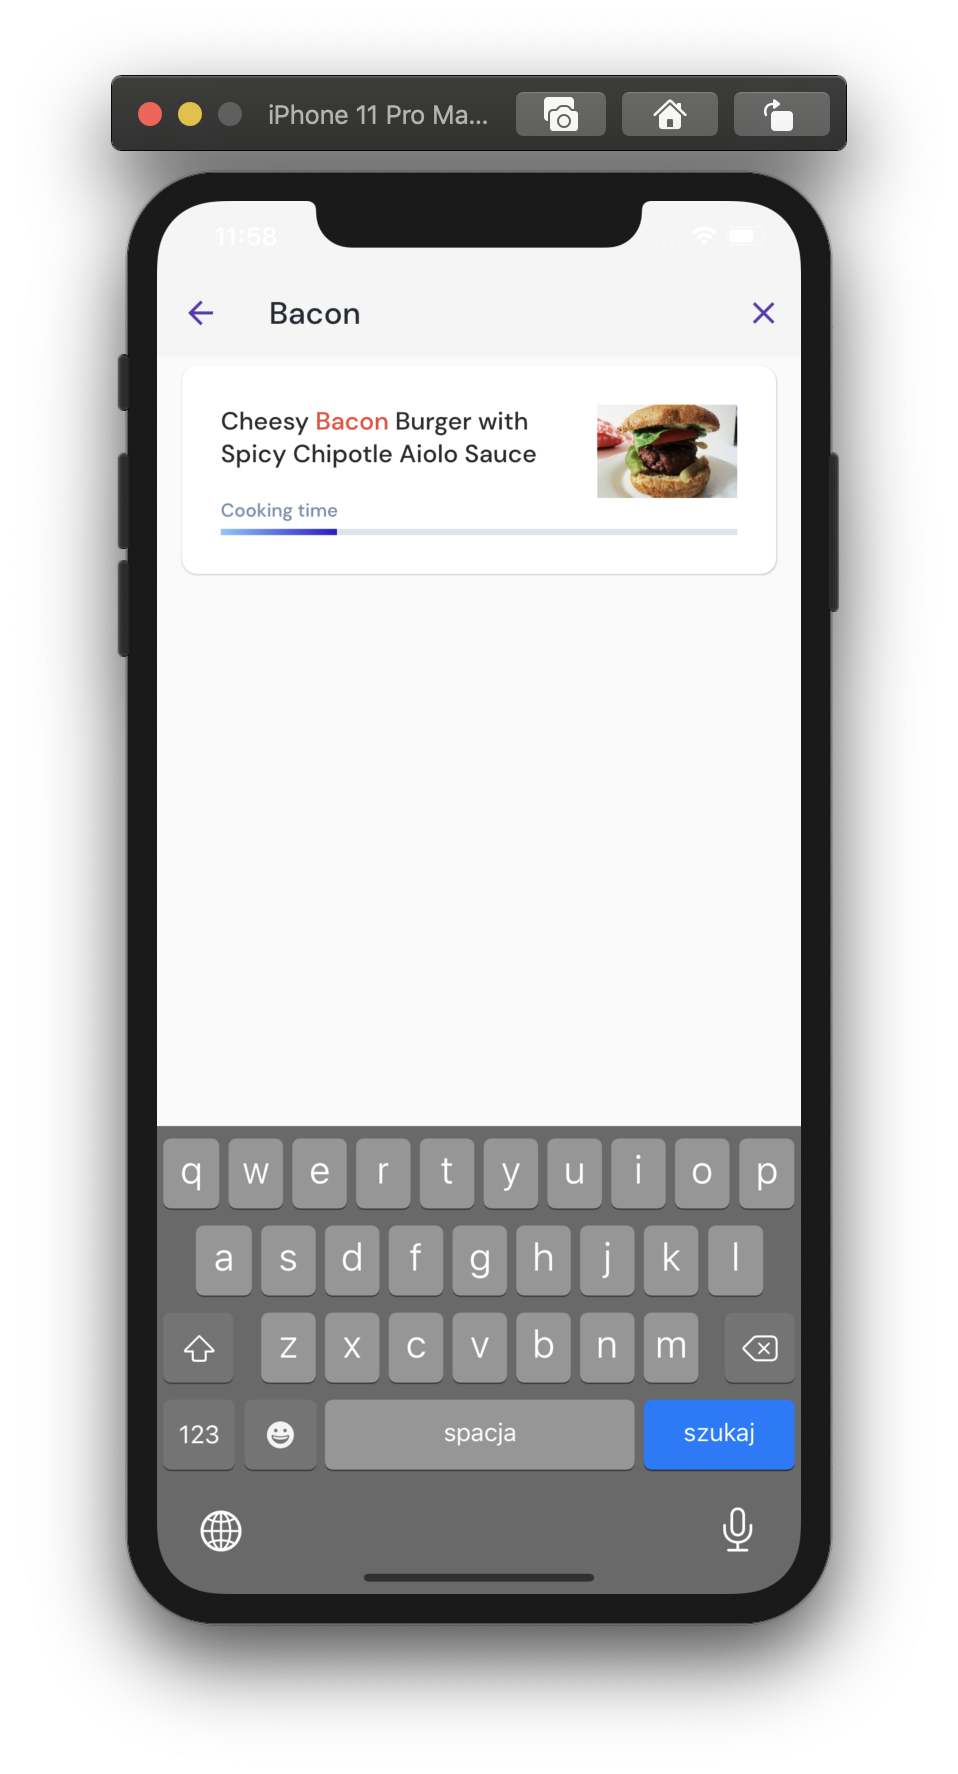 iPhone 11 Pro Ma...
11:58
Bacon
Cheesy Bacon Burger with
Spicy Chipotle Aiolo Sauce
Cooking time
q w e r t y u i o p
a s d f g h j k l
z x c v b n m
123 spacja szukaj